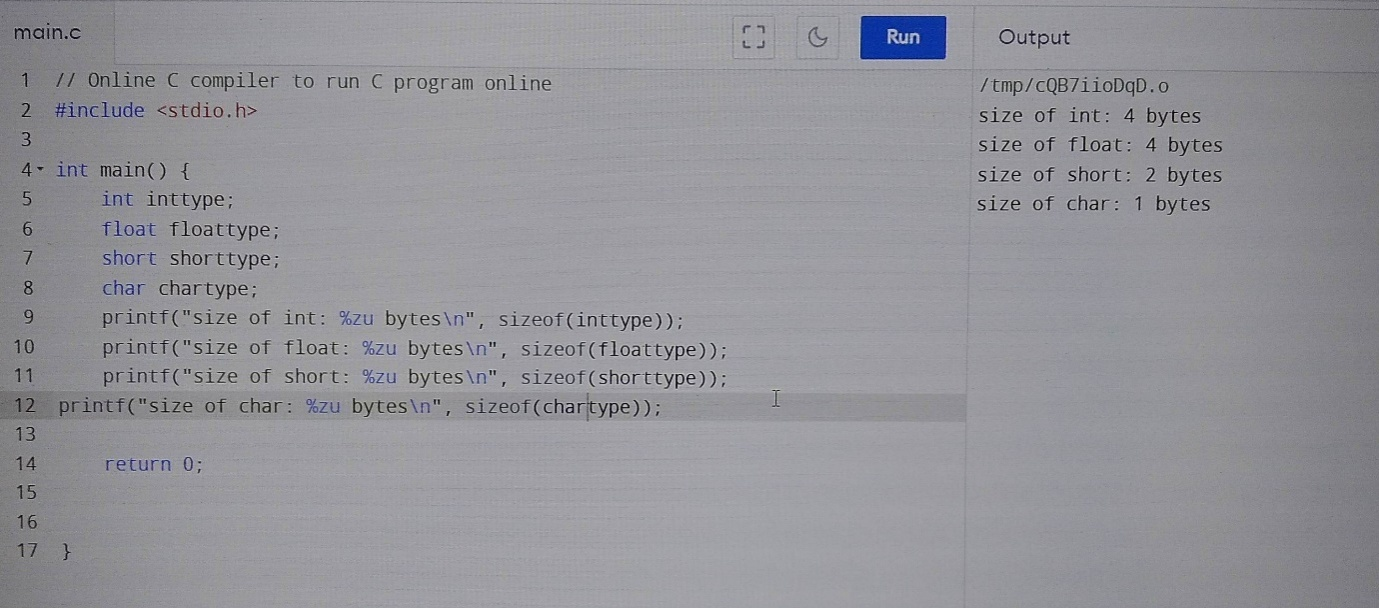 main.c
Run
Output
1 // Online C compiler to run C program online
2 #include <stdio.h>
3
4 int main() {
5     int inttype;
6     float floattype;
7     short shorttype;
8     char chartype;
9     printf("size of int: %zu bytes\n", sizeof(inttype));
10     printf("size of float: %zu bytes\n", sizeof(floattype));
11     printf("size of short: %zu bytes\n", sizeof(shorttype));
12 printf("size of char: %zu bytes\n", sizeof(chartype));
13
14     return 0;
15
16
17 }
/tmp/cQB7iioDqD.o
size of int: 4 bytes
size of float: 4 bytes
size of short: 2 bytes
size of char: 1 bytes